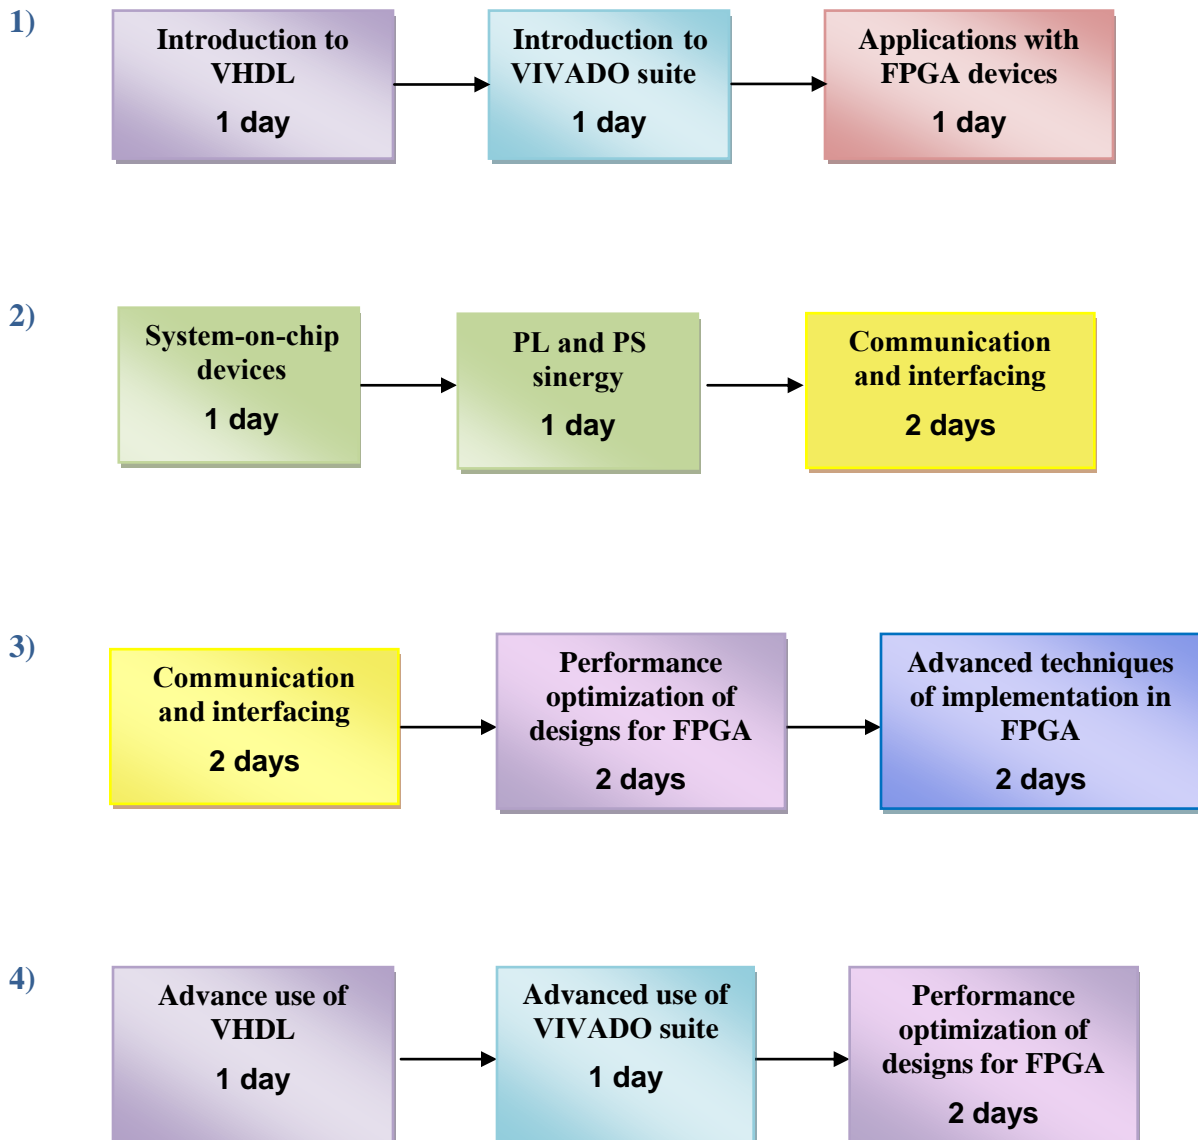 1)
Introduction to
VHDL
1 day
Introduction to
VIVADO suite
1 day
Applications with
FPGA devices
1 day
2)
System-on-chip
devices
1 day
PL and PS
sinergy
1 day
Communication
and interfacing
2 days
3)
Communication
and interfacing
2 days
Performance
optimization of
designs for FPGA
2 days
Advanced techniques
of implementation in
FPGA
2 days
4)
Advance use of
VHDL
1 day
Advanced use of
VIVADO suite
1 day
Performance
optimization of
designs for FPGA
2 days